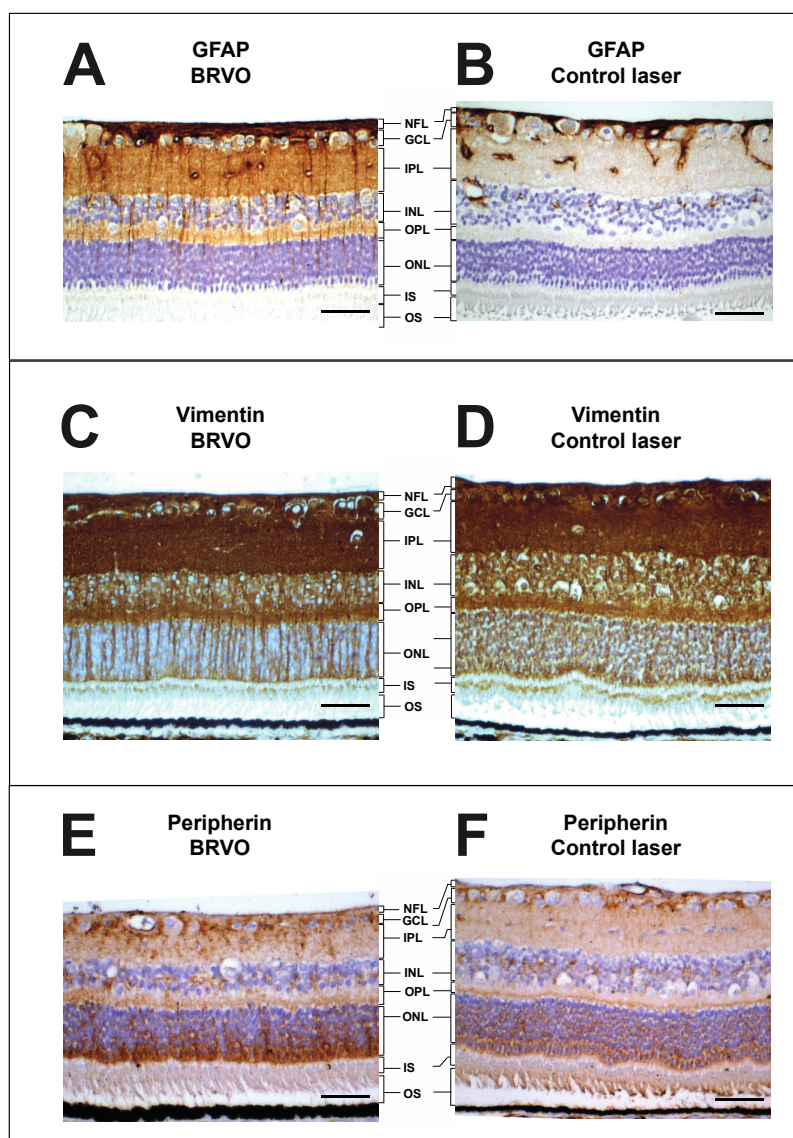 A
GFAP
BRVO
B
GFAP
Control laser
NFL
GCL
IPL
INL
OPL
ONL
IS
OS
C
Vimentin
BRVO
D
Vimentin
Control laser
NFL
GCL
IPL
INL
OPL
ONL
IS
OS
E
Peripherin
BRVO
F
Peripherin
Control laser
NFL
GCL
IPL
INL
OPL
ONL
IS
OS